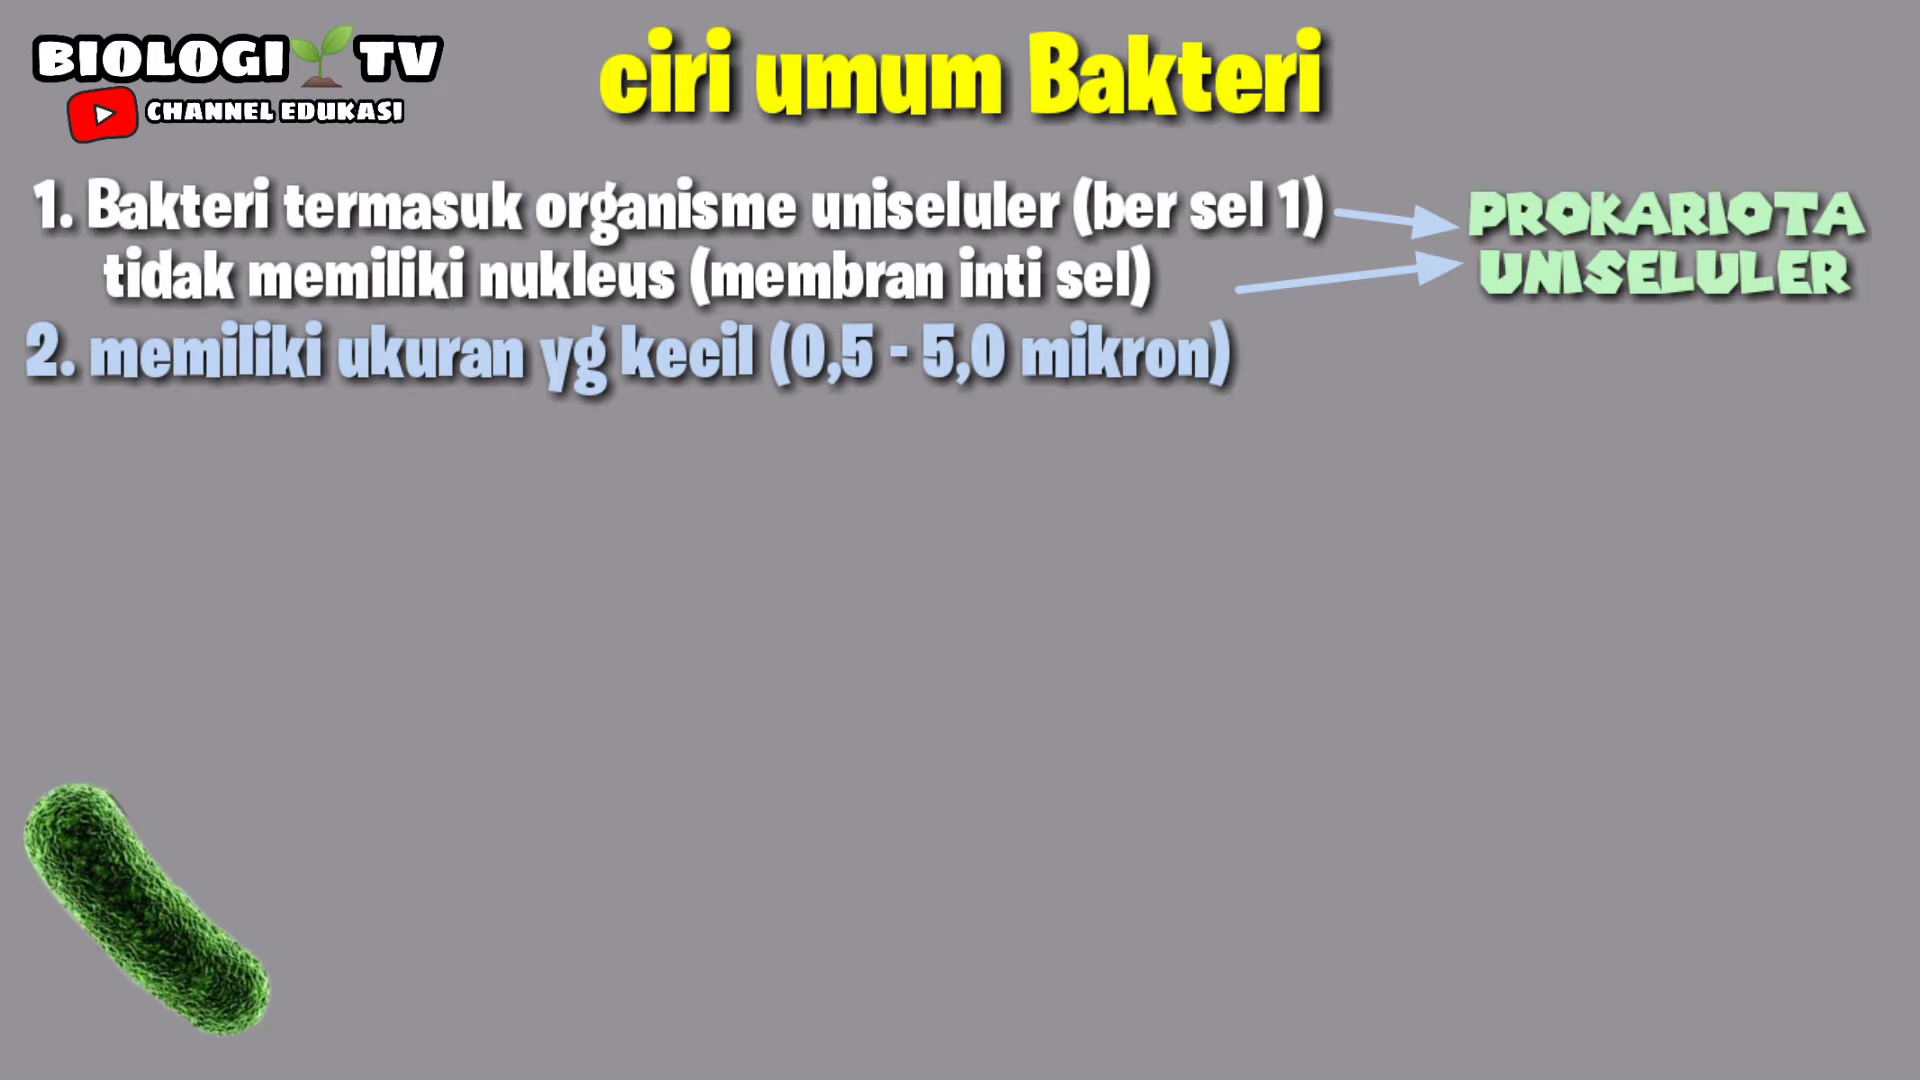 BIOLOGI TV
CHANNEL EDUKASI
ciri umum Bakteri
1. Bakteri termasuk organisme uniseluler (ber sel 1)
tidak memiliki nukleus (membran inti sel)
PROKARIOTA
UNISELULER
2. memiliki ukuran yg kecil (0,5 - 5,0 mikron)